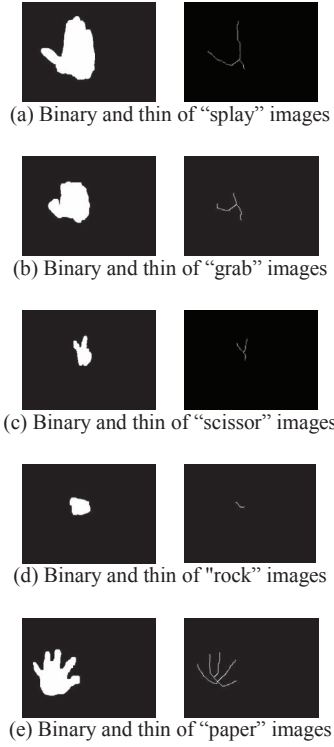 (a) Binary and thin of “splay” images
(b) Binary and thin of “grab” images
(c) Binary and thin of “scissor” images
(d) Binary and thin of "rock” images
(e) Binary and thin of “paper” images